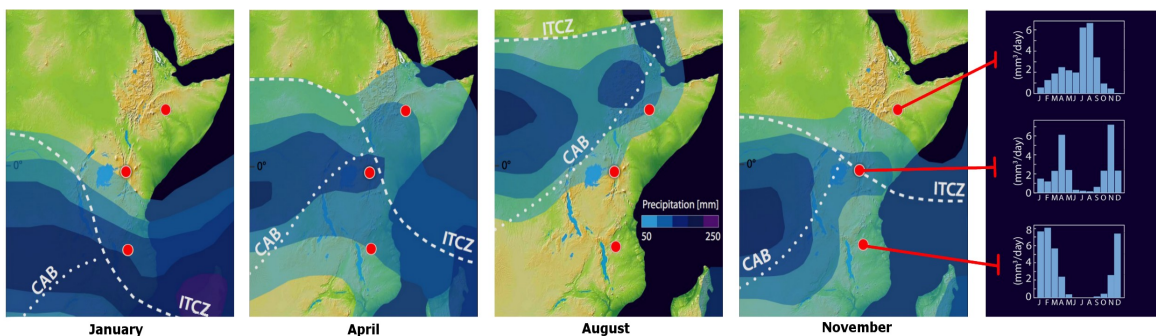 0°
CAB
ITCZ
January
0°
CAB
ITCZ
April
ITCZ
CAB
0°
Precipitation [mm]
50 250
August
0°
CAB
ITCZ
November
(mm³/day)
6
4
2
0
J F M A M J J A S O N D
(mm³/day)
6
4
2
0
J F M A M J J A S O N D
(mm³/day)
8
6
4
2
0
J F M A M J J A S O N D